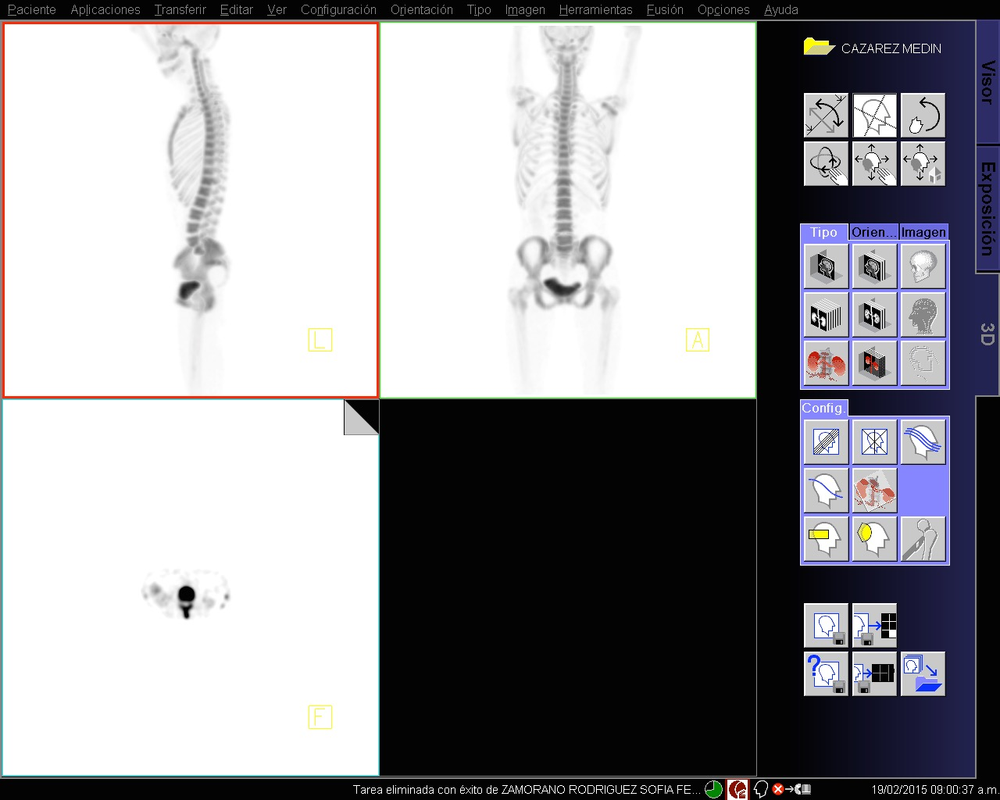 Paciente Aplicaciones Transferir Editar Ver Configuración Orientación Tipo Imagen Herramientas Fusión Opciones Ayuda
CAZAREZ MEDIN
Visor
Exposición
3D
Tipo Orien... Imagen
L
A
Config.
?
F
Tarea eliminada con éxito de ZAMORANO RODRIGUEZ SOFIA FE...
19/02/2015 09:00:37 a.m.